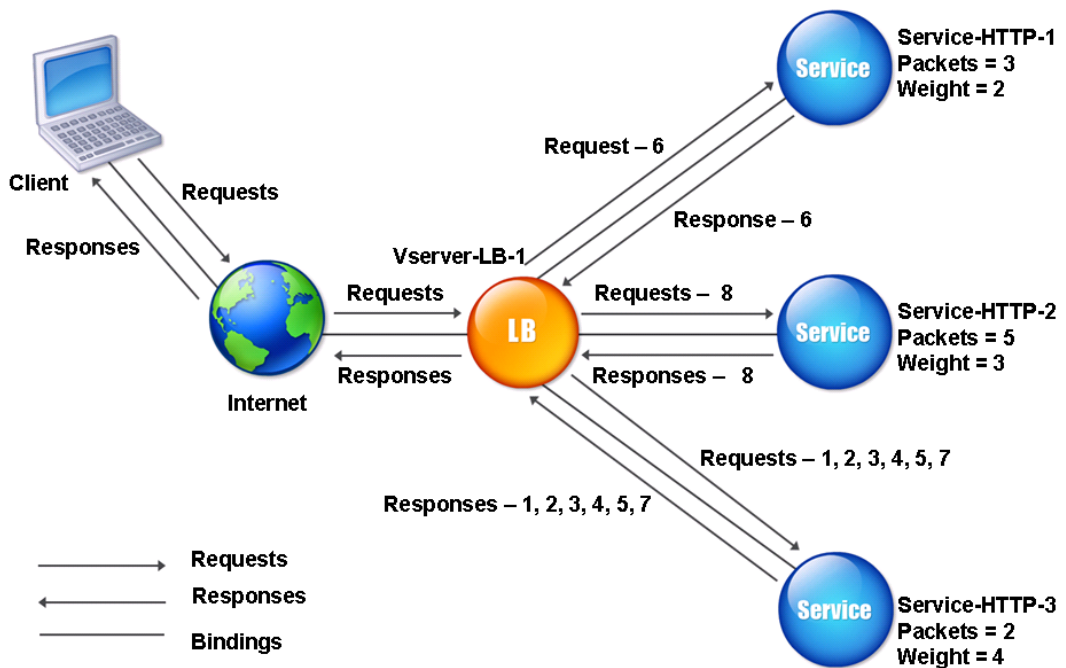 Service-HTTP-1
Packets = 3
Weight = 2
Service
Request – 6
Client
Requests
Responses
Response – 6
Vserver-LB-1
Requests
LB
Responses
Internet
Requests – 8
Responses – 8
Service
Service-HTTP-2
Packets = 5
Weight = 3
Requests – 1, 2, 3, 4, 5, 7
Responses – 1, 2, 3, 4, 5, 7
Service
Service-HTTP-3
Packets = 2
Weight = 4
Requests
Responses
Bindings